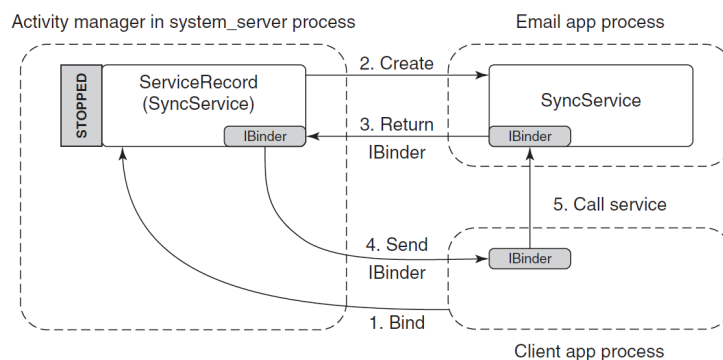 Activity manager in system_server process
Email app process
STOPPED
ServiceRecord
(SyncService)
IBinder
2. Create
3. Return
IBinder
SyncService
IBinder
5. Call service
4. Send
IBinder
IBinder
1. Bind
Client app process